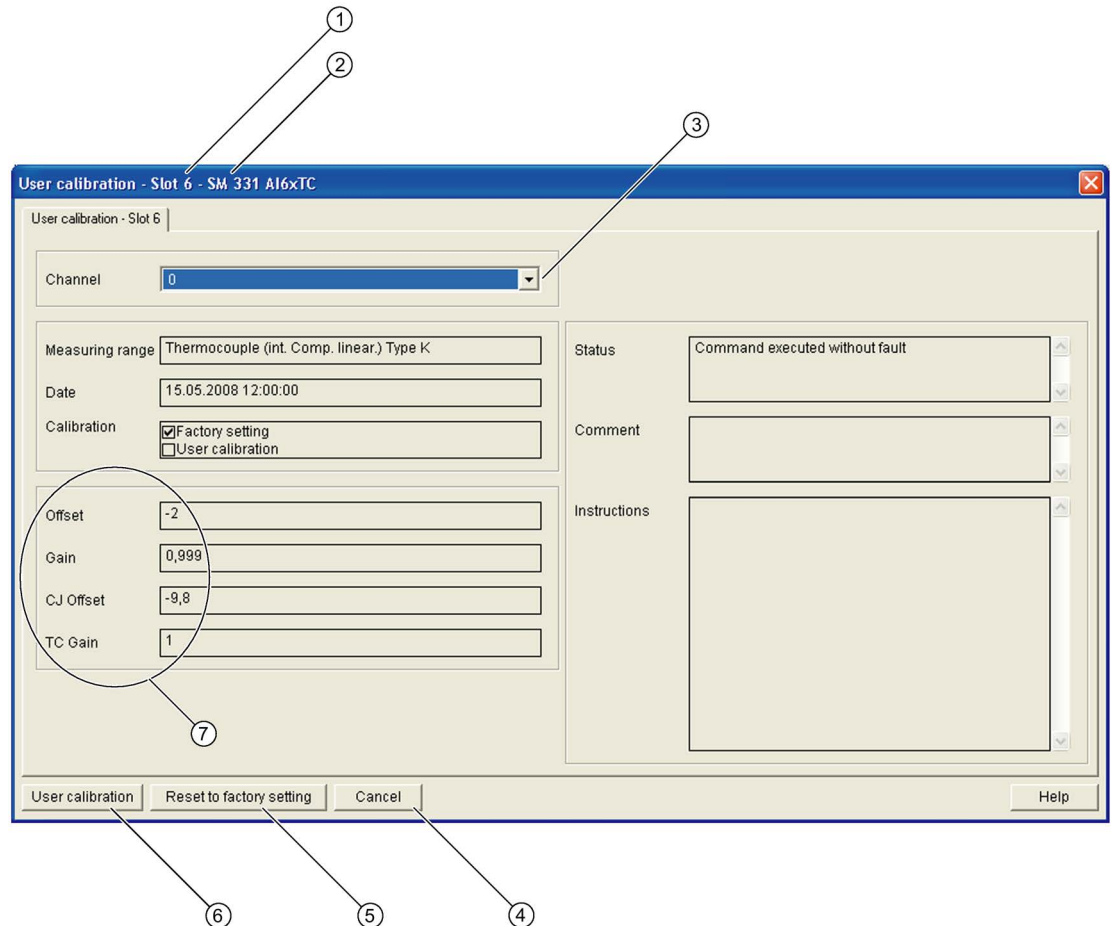 ①
②
③
User calibration - Slot 6 - SM 331 AI6xTC
User calibration - Slot 6
Channel
0
Measuring range
Thermocouple (int. Comp. linear.) Type K
Date
15.05.2008 12:00:00
Calibration
Factory setting
User calibration
Offset
-2
Gain
0,999
CJ Offset
-9,8
TC Gain
1
⑦
Status
Command executed without fault
Comment
Instructions
User calibration
Reset to factory setting
Cancel
Help
⑥
⑤
④